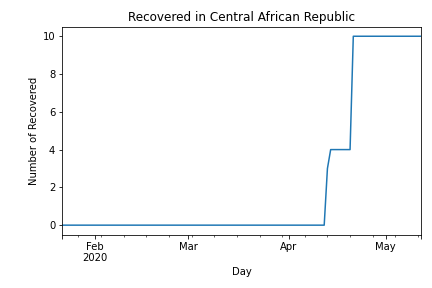 Recovered in Central African Republic
Number of Recovered
10
8
6
4
2
0
Feb
2020
Mar
Apr
May
Day